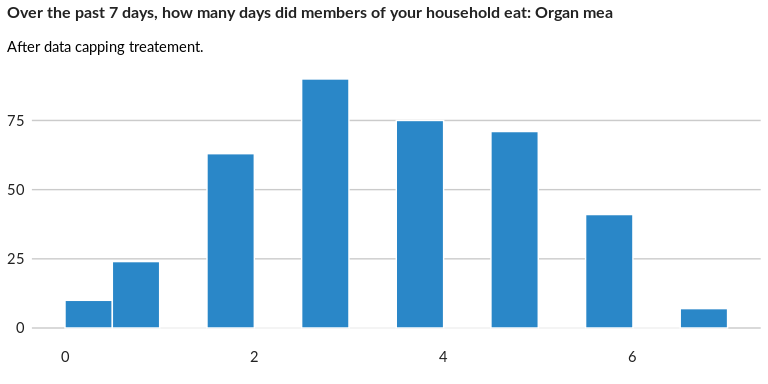 Over the past 7 days, how many days did members of your household eat: Organ mea
After data capping treatement.
75
50
25
0
0 2 4 6